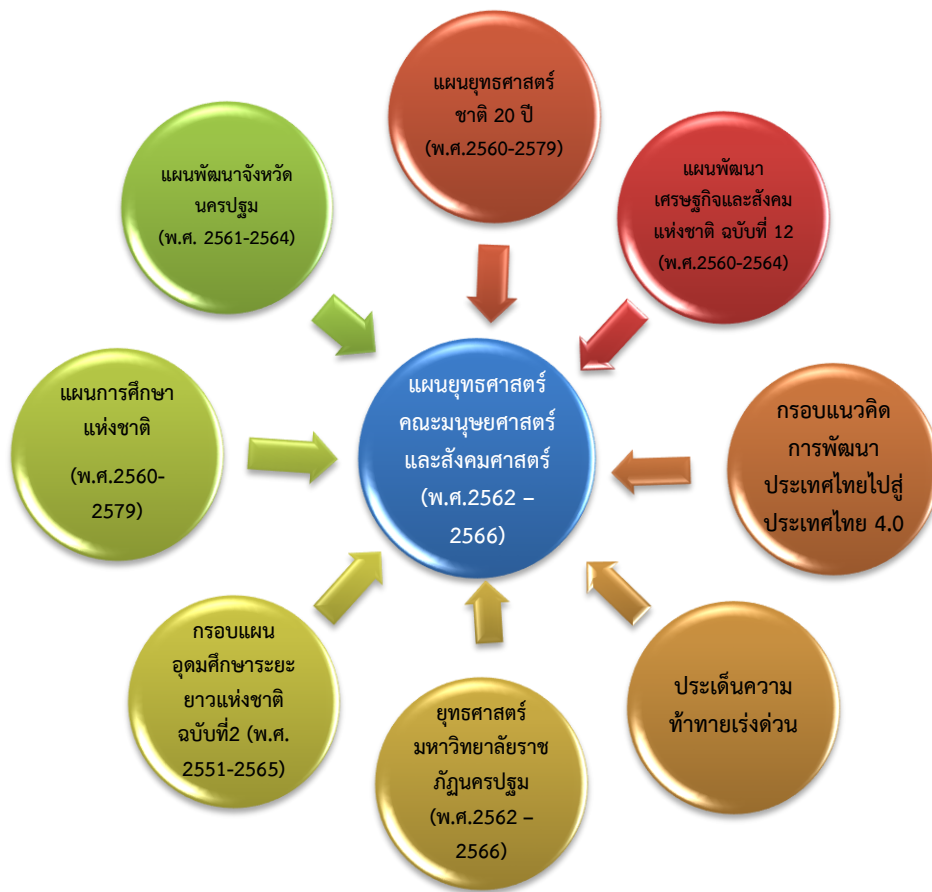 แผนยุทธศาสตร์
ชาติ 20 ปี
(พ.ศ.2560-2579)
แผนพัฒนา
เศรษฐกิจและสังคม
แห่งชาติ ฉบับที่ 12
(พ.ศ.2560-2564)
กรอบแนวคิด
การพัฒนา
ประเทศไทยไปสู่
ประเทศไทย 4.0
ประเด็นความ
ท้าทายเร่งด่วน
ยุทธศาสตร์
มหาวิทยาลัยราช
ภัฏนครปฐม
(พ.ศ.2562 –
2566)
กรอบแผน
อุดมศึกษาระยะ
ยาวแห่งชาติ
ฉบับที่2 (พ.ศ.
2551-2565)
แผนการศึกษา
แห่งชาติ
(พ.ศ.2560-
2579)
แผนพัฒนาจังหวัด
นครปฐม
(พ.ศ. 2561-2564)
แผนยุทธศาสตร์
คณะมนุษยศาสตร์
และสังคมศาสตร์
(พ.ศ.2562 –
2566)